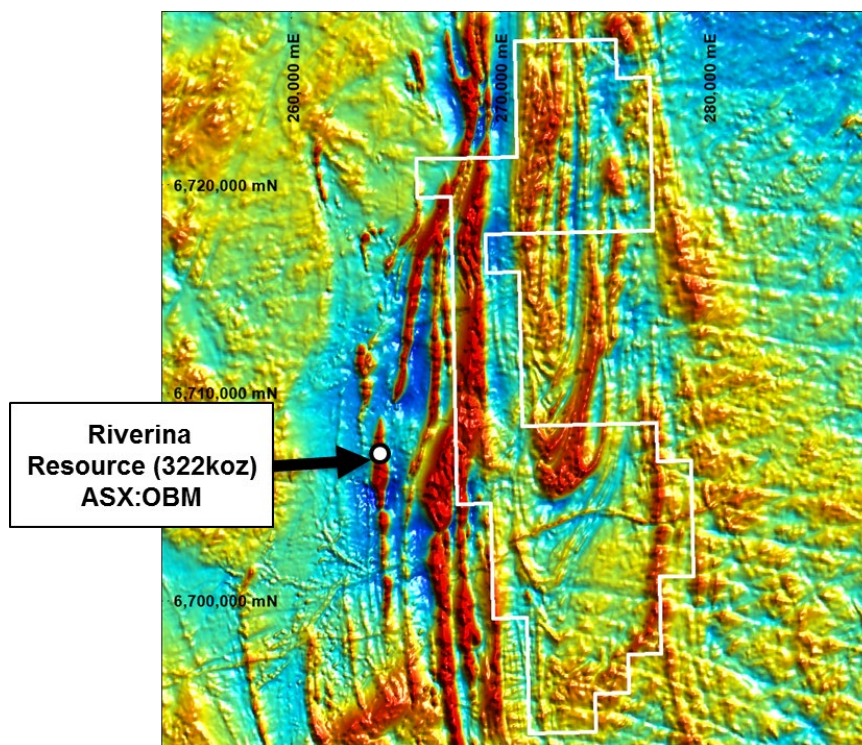 260,000 mE
270,000 mE
280,000 mE
6,720,000 mN
6,710,000 mN
Riverina
Resource (322koz)
ASX:OBM
6,700,000 mN